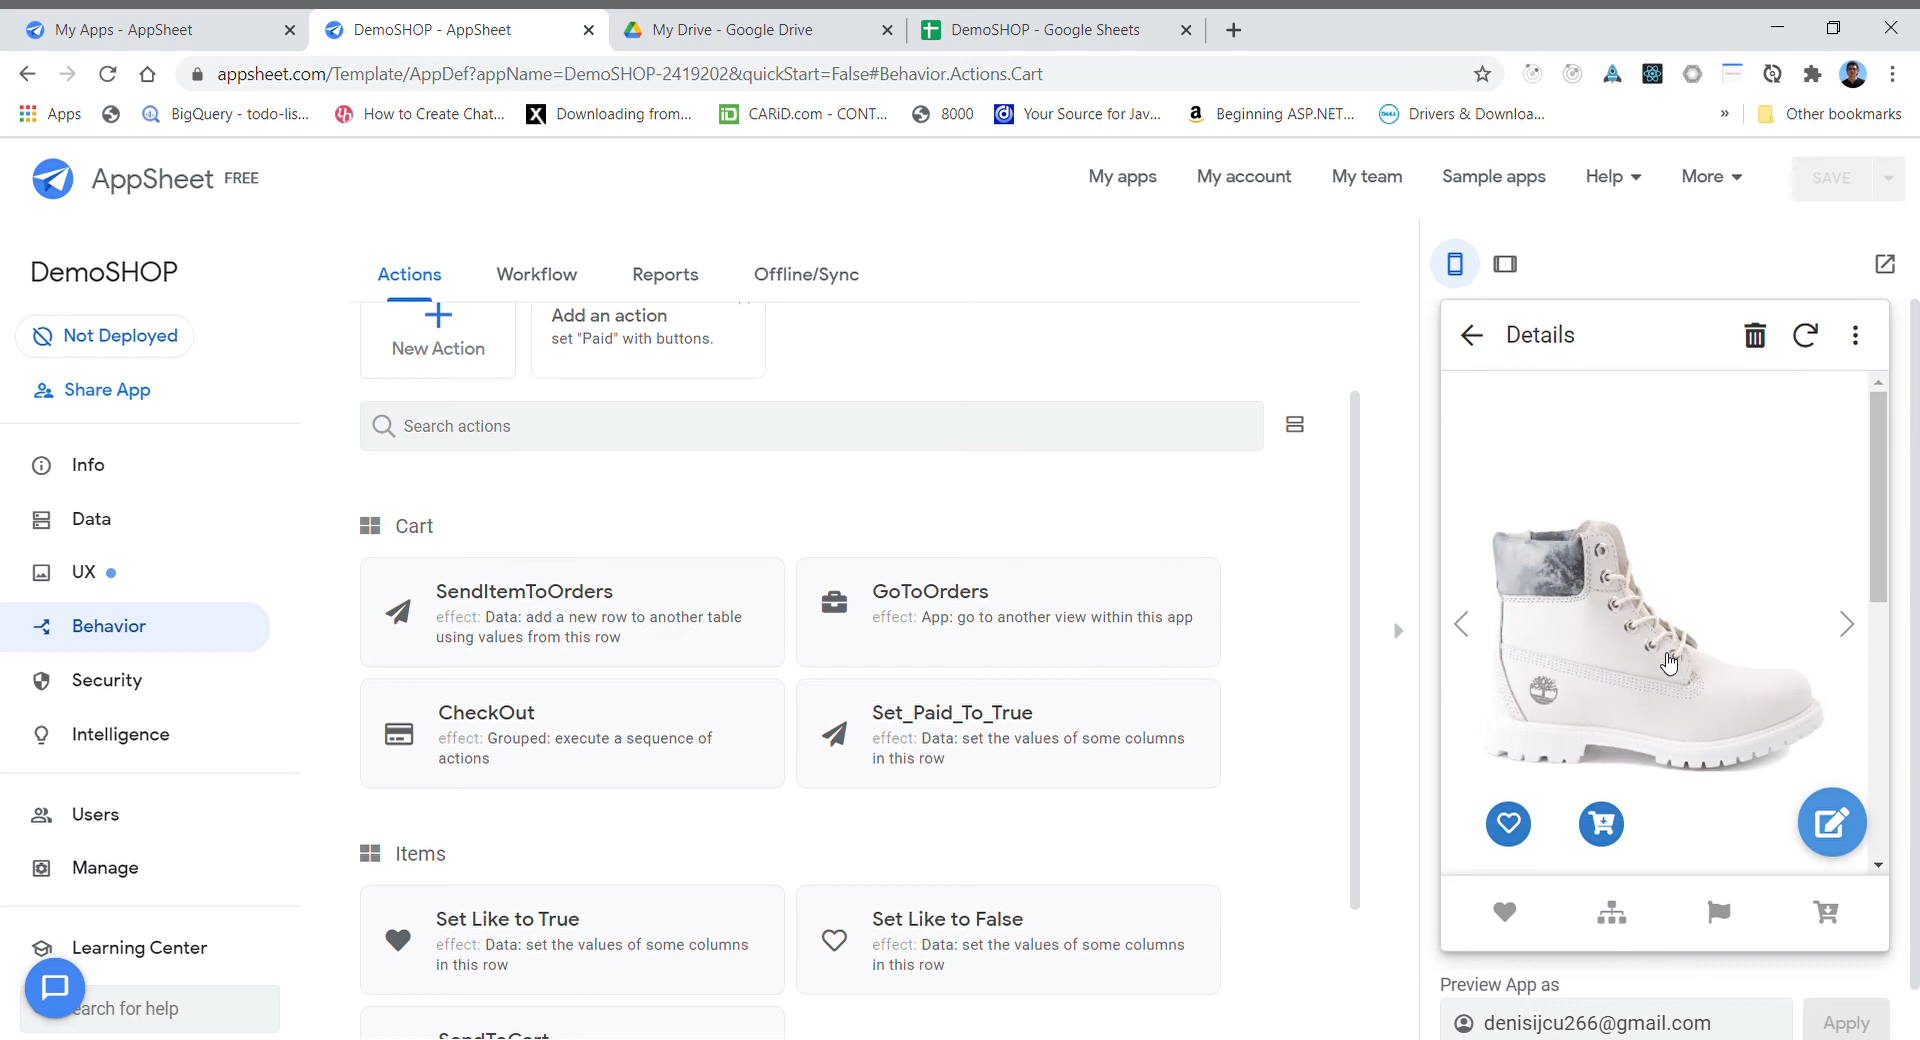 My Apps - AppSheet
DemoSHOP - AppSheet
My Drive - Google Drive
DemoSHOP - Google Sheets
appsheet.com/Template/AppDef?appName=DemoSHOP-2419202&quickStart=False#Behavior.Actions.Cart
Apps
BigQuery - todo-lis...
How to Create Chat...
Downloading from...
CARiD.com - CONT...
8000
Your Source for Jav...
Beginning ASP.NET...
Drivers & Downloa...
»
Other bookmarks
AppSheet FREE
My apps
My account
My team
Sample apps
Help
More
SAVE
DemoSHOP
Not Deployed
Share App
Info
Data
UX
Behavior
Security
Intelligence
Users
Manage
Learning Center
earch for help
Actions
Workflow
Reports
Offline/Sync
New Action
Add an action
set "Paid" with buttons.
Search actions
Cart
SendItemToOrders
effect: Data: add a new row to another table
using values from this row
GoToOrders
effect: App: go to another view within this app
CheckOut
effect: Grouped: execute a sequence of
actions
Set_Paid_To_True
effect: Data: set the values of some columns
in this row
Items
Set Like to True
effect: Data: set the values of some columns
in this row
Set Like to False
effect: Data: set the values of some columns
in this row
SendToCart
Details
Preview App as
denisijcu266@gmail.com
Apply